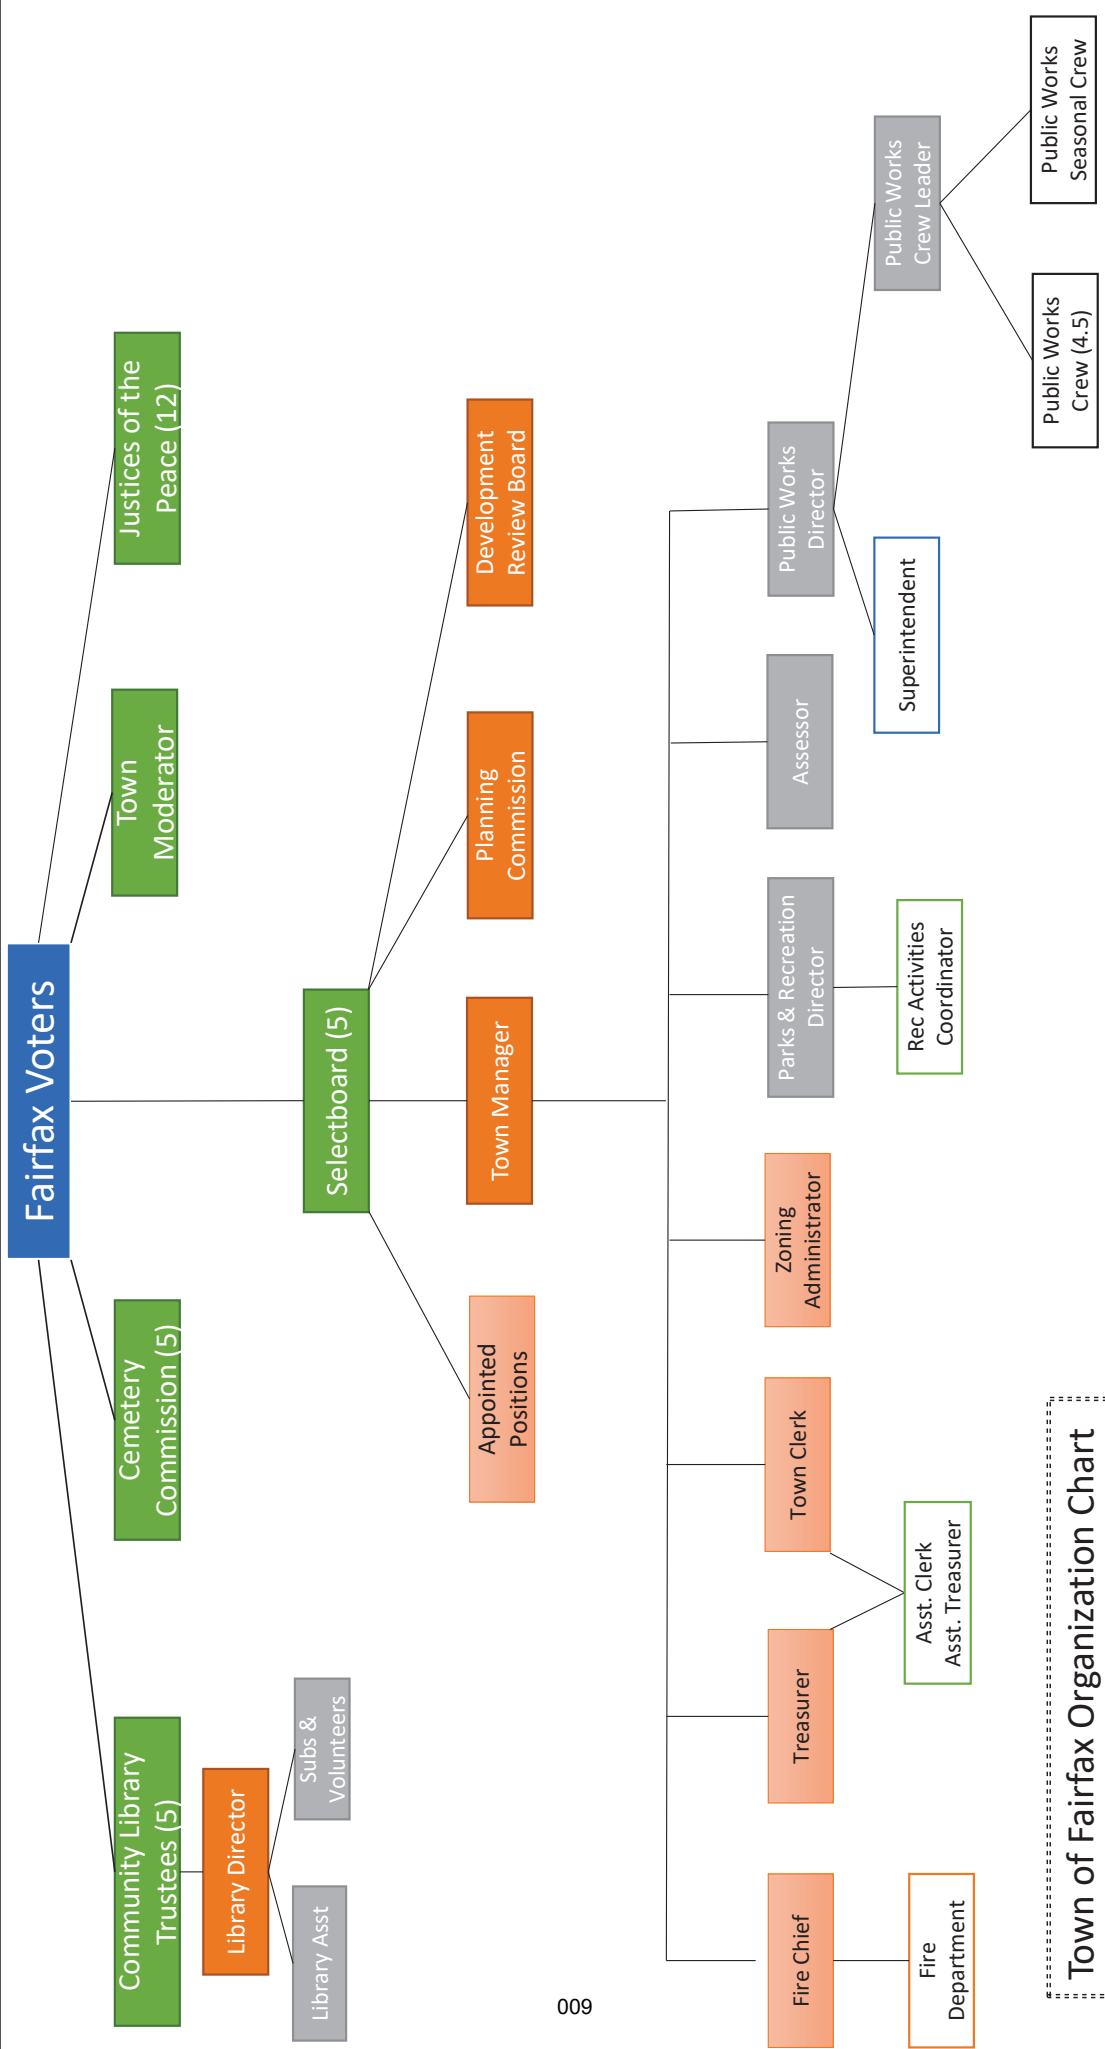 Fairfax Voters
Community Library
Trustees (5)
Cemetery
Commission (5)
Town
Moderator
Justices of the
Peace (12)
Library Director
Library Asst
Subs &
Volunteers
Selectboard (5)
Appointed
Positions
Town Manager
Planning
Commission
Development
Review Board
Fire Chief
Treasurer
Town Clerk
Zoning
Administrator
Parks & Recreation
Director
Assessor
Public Works
Director
Fire
Department
Asst. Clerk
Asst. Treasurer
Rec Activities
Coordinator
Superintendent
Public Works
Crew Leader
Public Works
Crew (4.5)
Public Works
Seasonal Crew
Town of Fairfax Organization Chart
009